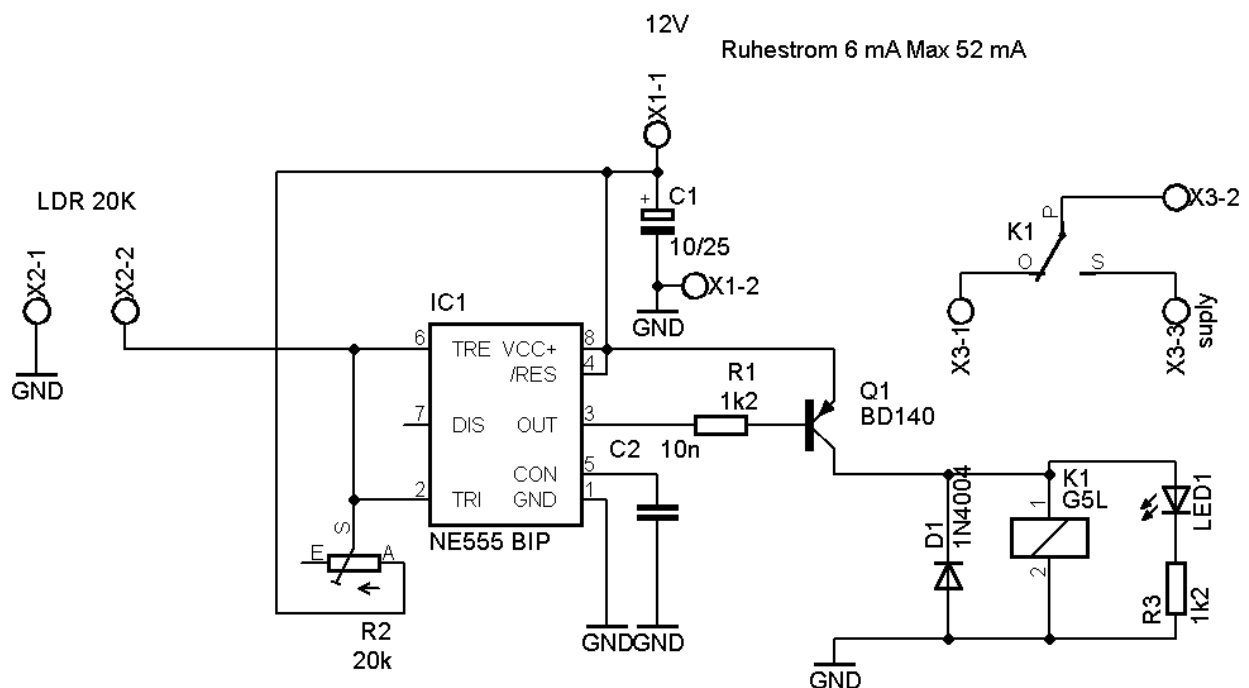 12V
Ruhestrom 6 mA Max 52 mA
X1-1
LDR 20K
+
C1
10/25
X1-2
GND
X2-1
X2-2
GND
P
X3-2
K1
O
S
X3-1
X3-3
suply
IC1
6
TRE
VCC+
8
/RES
4
7
DIS
OUT
3
CON
5
2
TRI
GND
1
NE555 BIP
R1
1k2
Q1
BD140
C2
10n
S
E
A
R2
20k
GND
GND
D1
1N4004
K1
G5L
1
2
LED1
R3
1k2
GND